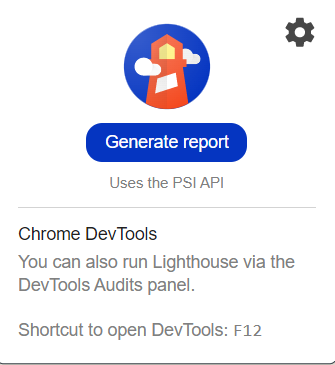 Generate report
Uses the PSI API
Chrome DevTools
You can also run Lighthouse via the
DevTools Audits panel.
Shortcut to open DevTools: F12